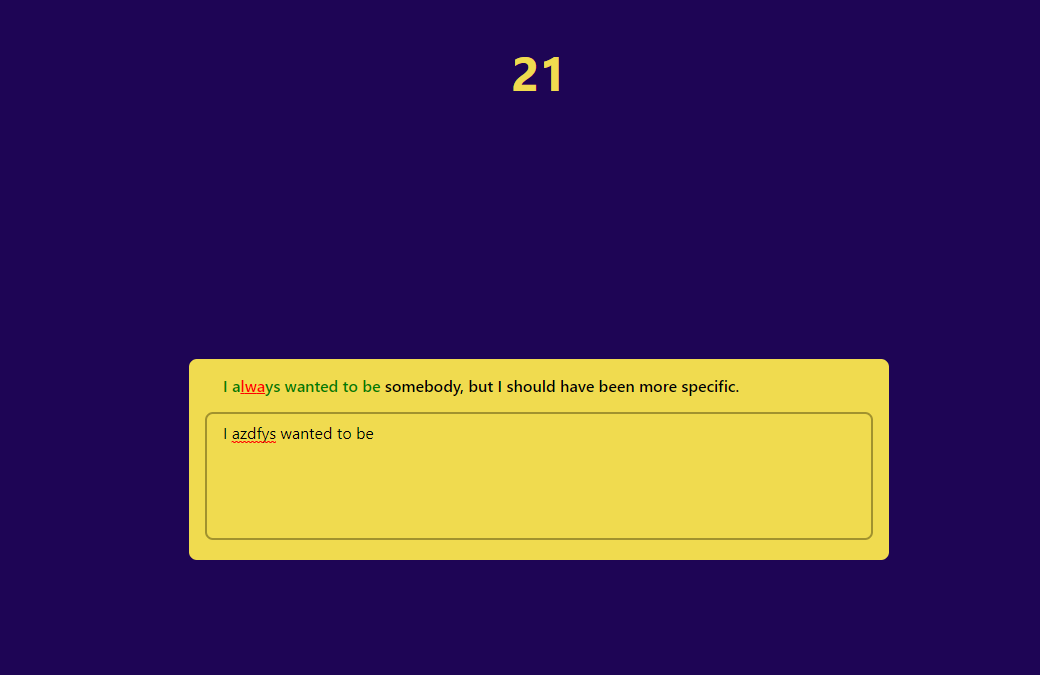 21
I always wanted to be somebody, but I should have been more specific.
I azdfys wanted to be